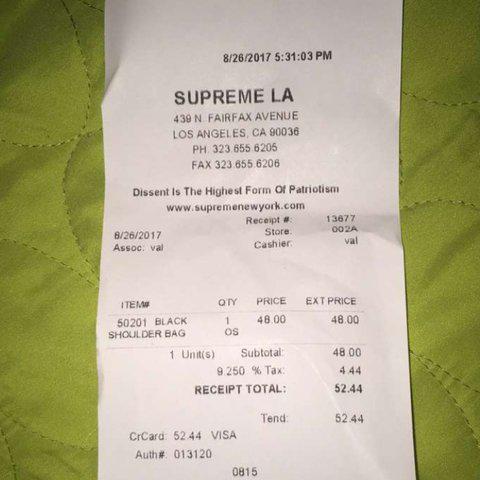 8/26/2017 5:31:03 PM
SUPREME LA
439 N. FAIRFAX AVENUE
LOS ANGELES, CA 90036
PH. 323.655.6205
FAX 323.655.6206
Dissent Is The Highest Form Of Patriotism
www.supremenewyork.com
Receipt #: 13677
8/26/2017 Store: 002A
Assoc: val Cashier: val
ITEM# QTY PRICE EXT PRICE
50201 BLACK 1 48.00 48.00
SHOULDER BAG OS
1 Unit(s) Subtotal: 48.00
9.250 % Tax: 4.44
RECEIPT TOTAL: 52.44
Tend: 52.44
CrCard: 52.44 VISA
Auth#: 013120
0815